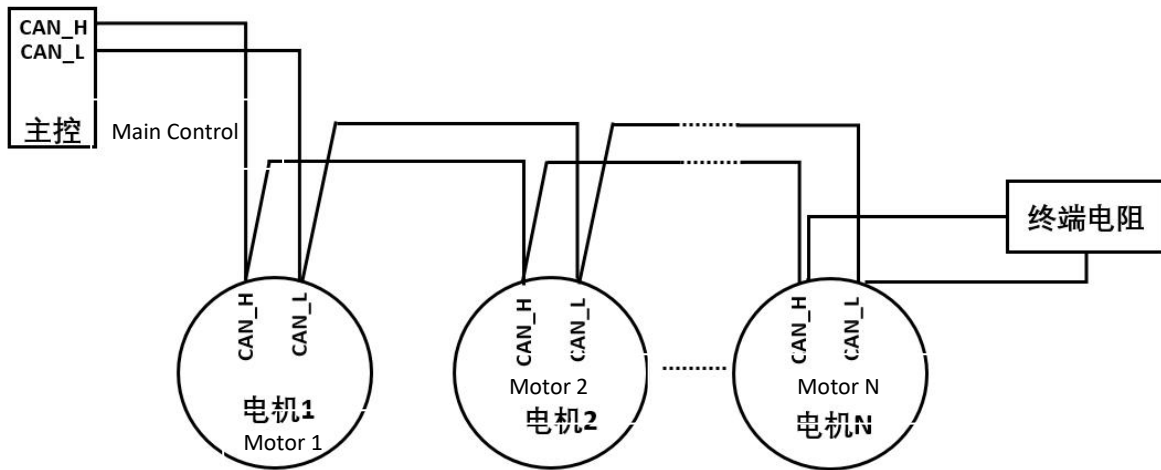 CAN_H
CAN_L
主控
Main Control
终端电阻
CAN_H
CAN_L
电机1
Motor 1
CAN_H
CAN_L
Motor 2
电机2
CAN_H
CAN_L
Motor N
电机N